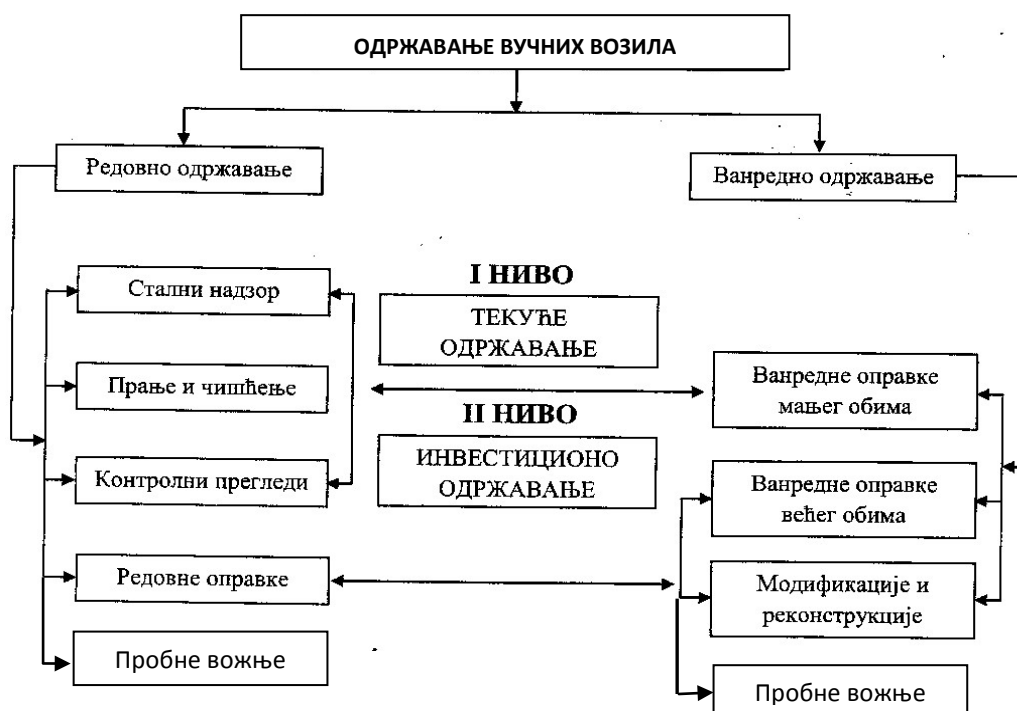 ОДРЖАВАЊЕ ВУЧНИХ ВОЗИЛА
Редовно одржавање
Ванредно одржавање
I НИВО
Стални надзор
ТЕКУЋЕ
ОДРЖАВАЊЕ
Прање и чишћење
Ванредне оправке
мањег обима
II НИВО
Контролни прегледи
ИНВЕСТИЦИОНО
ОДРЖАВАЊЕ
Ванредне оправке
већег обима
Редовне оправке
Модификације и
реконструкције
Пробне вожње
Пробне вожње